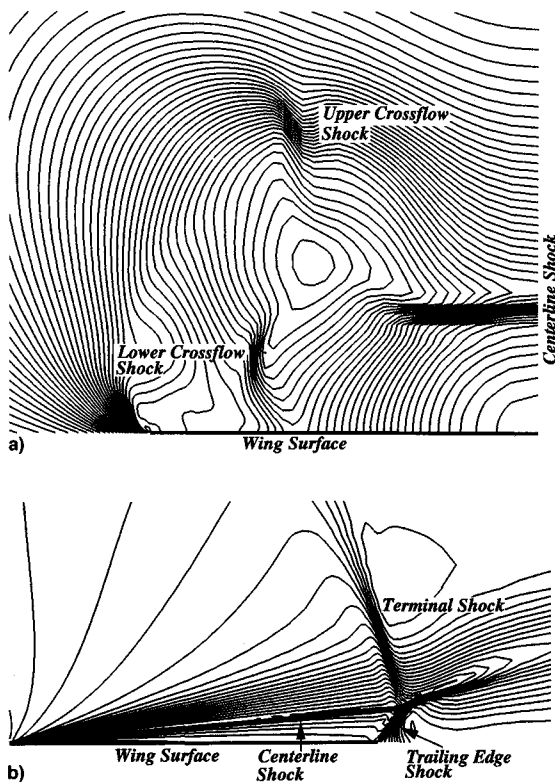 Upper Crossflow
Shock
Centerline Shock
Lower Crossflow
Shock
a)
Wing Surface
Terminal Shock
b)
Wing Surface
Centerline
Shock
Trailing Edge
Shock